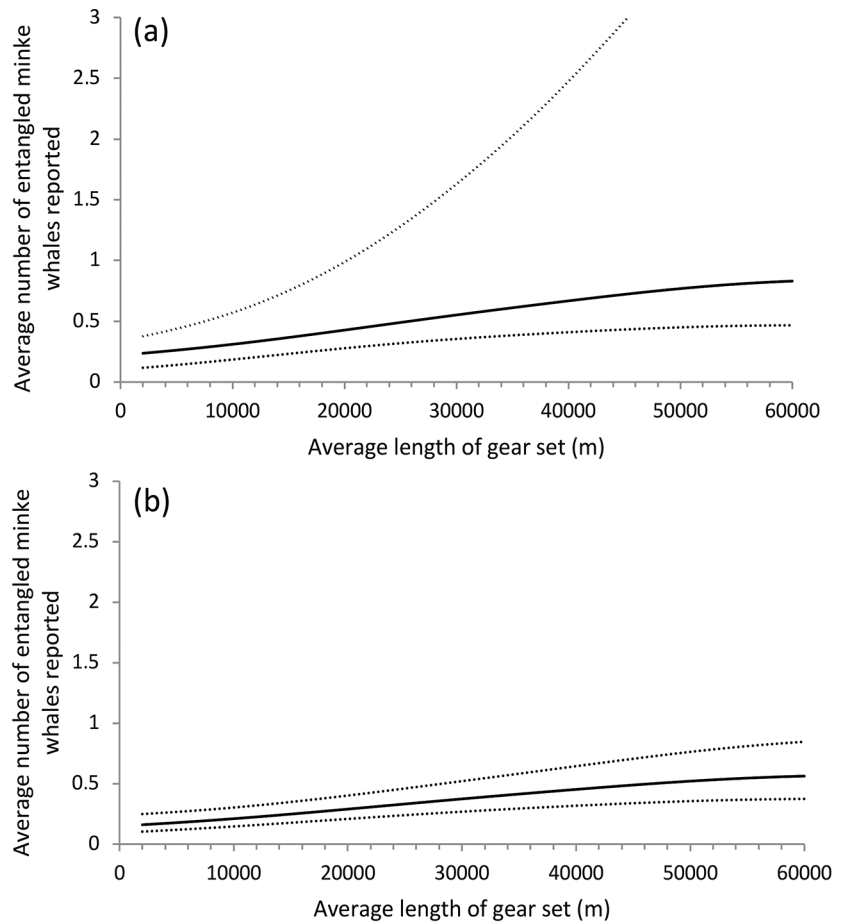 (a)
Average number of entangled minke
whales reported
3
2.5
2
1.5
1
0.5
0
0 10000 20000 30000 40000 50000 60000
Average length of gear set (m)
(b)
Average number of entangled minke
whales reported
3
2.5
2
1.5
1
0.5
0
0 10000 20000 30000 40000 50000 60000
Average length of gear set (m)